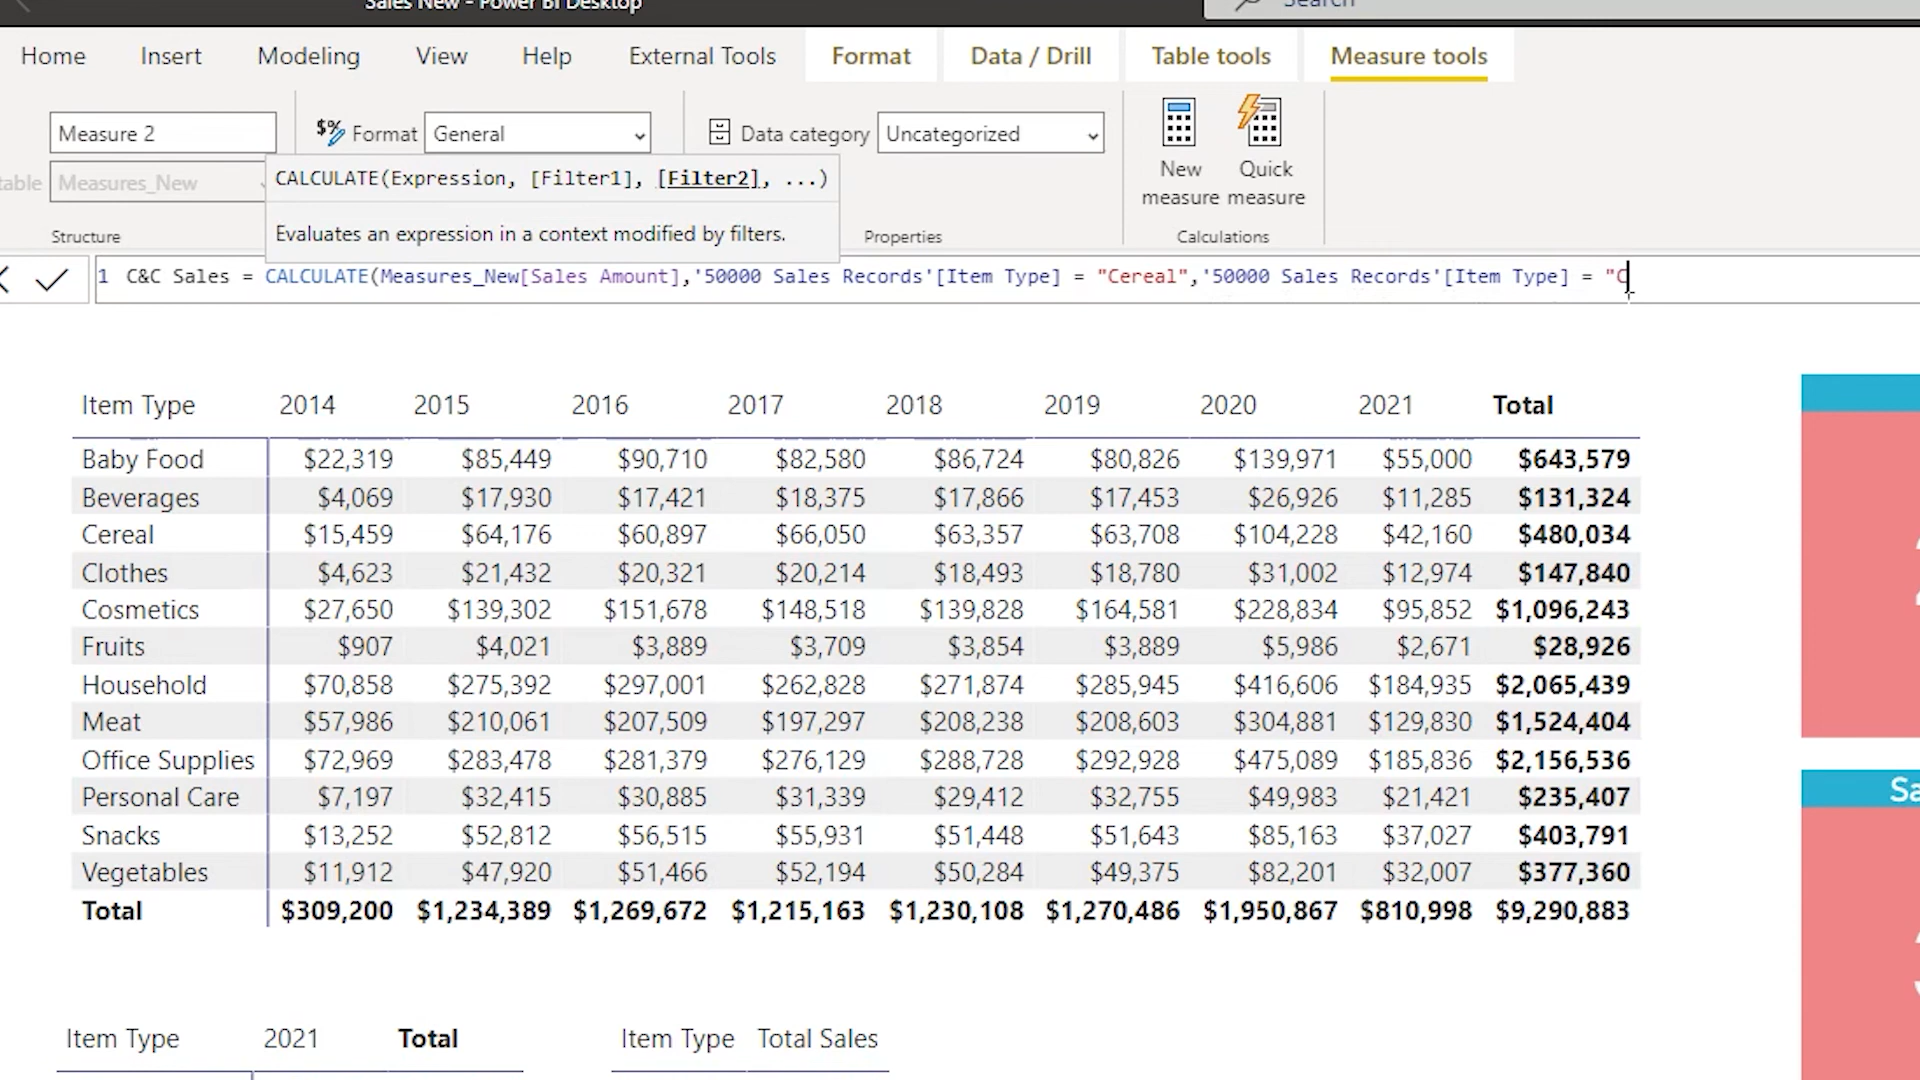 Sales New - Power BI Desktop
Search
Home Insert Modeling View Help External Tools Format Data / Drill Table tools Measure tools
Measure 2
$% Format General
Data category Uncategorized
New measure
Quick measure
table Measures_New
CALCULATE(Expression, [Filter1], [Filter2], ...)
Evaluates an expression in a context modified by filters.
Structure
Properties
Calculations
1 C&C Sales = CALCULATE(Measures_New[Sales Amount],'50000 Sales Records'[Item Type] = "Cereal",'50000 Sales Records'[Item Type] = "C
Item Type 2014 2015 2016 2017 2018 2019 2020 2021 Total
Baby Food $22,319 $85,449 $90,710 $82,580 $86,724 $80,826 $139,971 $55,000 $643,579
Beverages $4,069 $17,930 $17,421 $18,375 $17,866 $17,453 $26,926 $11,285 $131,324
Cereal $15,459 $64,176 $60,897 $66,050 $63,357 $63,708 $104,228 $42,160 $480,034
Clothes $4,623 $21,432 $20,321 $20,214 $18,493 $18,780 $31,002 $12,974 $147,840
Cosmetics $27,650 $139,302 $151,678 $148,518 $139,828 $164,581 $228,834 $95,852 $1,096,243
Fruits $907 $4,021 $3,889 $3,709 $3,854 $3,889 $5,986 $2,671 $28,926
Household $70,858 $275,392 $297,001 $262,828 $271,874 $285,945 $416,606 $184,935 $2,065,439
Meat $57,986 $210,061 $207,509 $197,297 $208,238 $208,603 $304,881 $129,830 $1,524,404
Office Supplies $72,969 $283,478 $281,379 $276,129 $288,728 $292,928 $475,089 $185,836 $2,156,536
Personal Care $7,197 $32,415 $30,885 $31,339 $29,412 $32,755 $49,983 $21,421 $235,407
Snacks $13,252 $52,812 $56,515 $55,931 $51,448 $51,643 $85,163 $37,027 $403,791
Vegetables $11,912 $47,920 $51,466 $52,194 $50,284 $49,375 $82,201 $32,007 $377,360
Total $309,200 $1,234,389 $1,269,672 $1,215,163 $1,230,108 $1,270,486 $1,950,867 $810,998 $9,290,883
Sa
Item Type 2021 Total
Item Type Total Sales